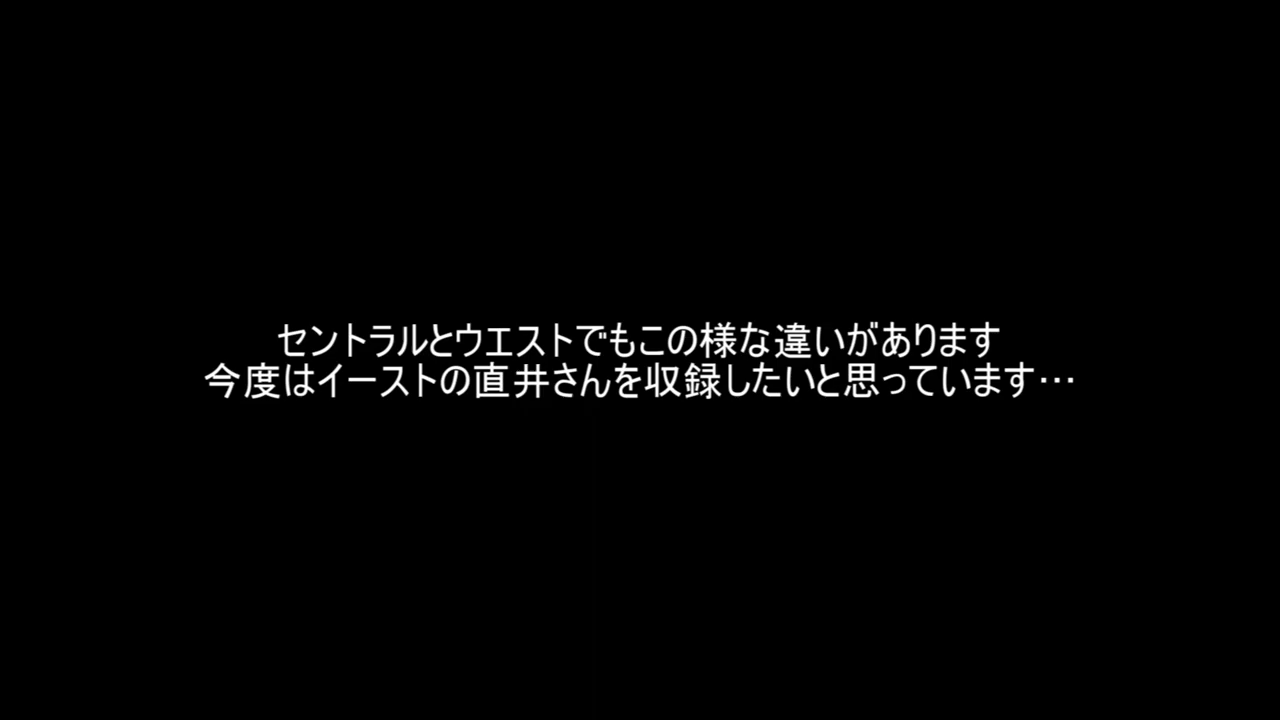 セントラルとウエストでもこの様な違いがあります
今度はイーストの直井さんを収録したいと思っています…